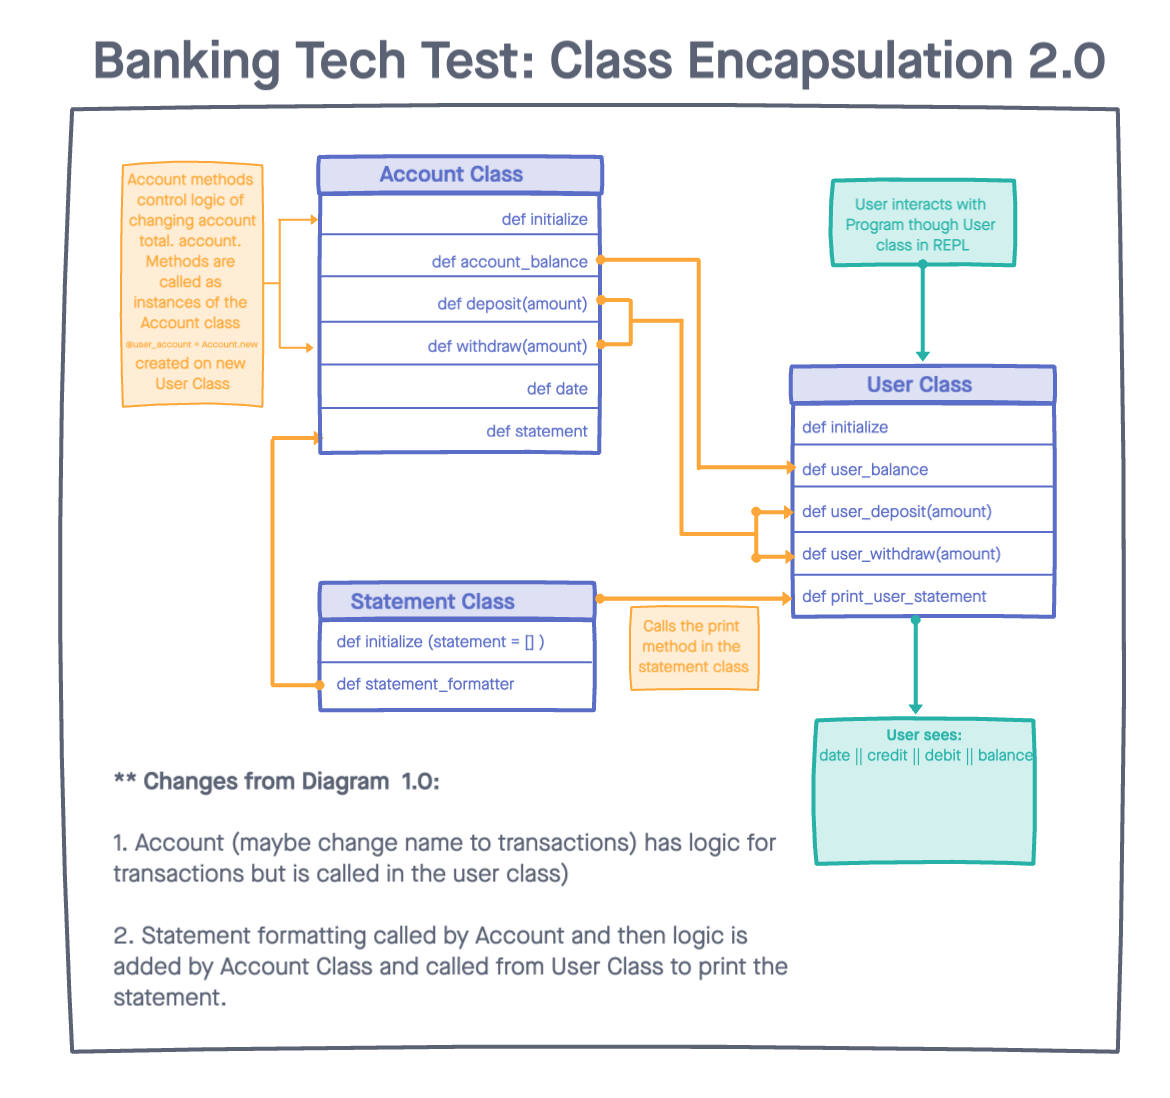 Banking Tech Test: Class Encapsulation 2.0
Account methods
control logic of
changing account
total. account.
Methods are
called as
instances of the
Account class
@user_account = Account.new
created on new
User Class
Account Class
def initialize
def account_balance
def deposit(amount)
def withdraw(amount)
def date
def statement
User interacts with
Program though User
class in REPL
User Class
def initialize
def user_balance
def user_deposit(amount)
def user_withdraw(amount)
def print_user_statement
Statement Class
def initialize (statement = [] )
def statement_formatter
Calls the print
method in the
statement class
User sees:
date || credit || debit || balance
** Changes from Diagram  1.0:
1. Account (maybe change name to transactions) has logic for
transactions but is called in the user class)
2. Statement formatting called by Account and then logic is
added by Account Class and called from User Class to print the
statement.